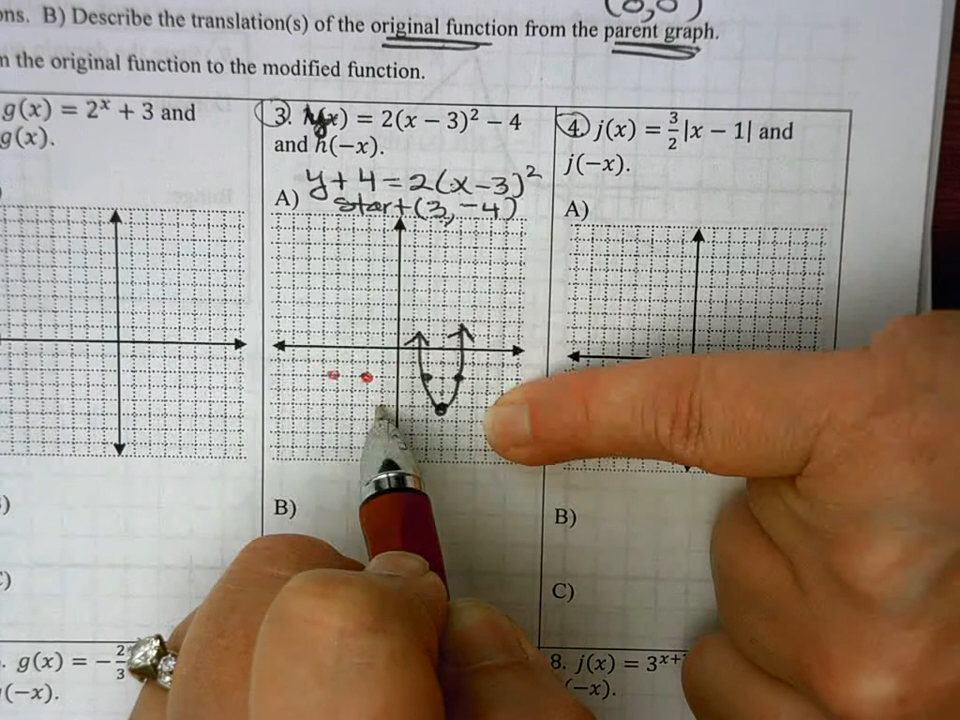 (0,0)
ons. B) Describe the translation(s) of the original function from the parent graph.
n the original function to the modified function.
g(x) = 2ˣ + 3 and
g(x).
3. h(x) = 2(x − 3)² − 4
and h(−x).
y+4=2(x-3)²
A) start(3,-4)
B)
4. j(x) = 3/2|x − 1| and
j(−x).
A)
B)
C)
. g(x) = −2/3
(−x).
8. j(x) = 3ˣ⁺
(−x).